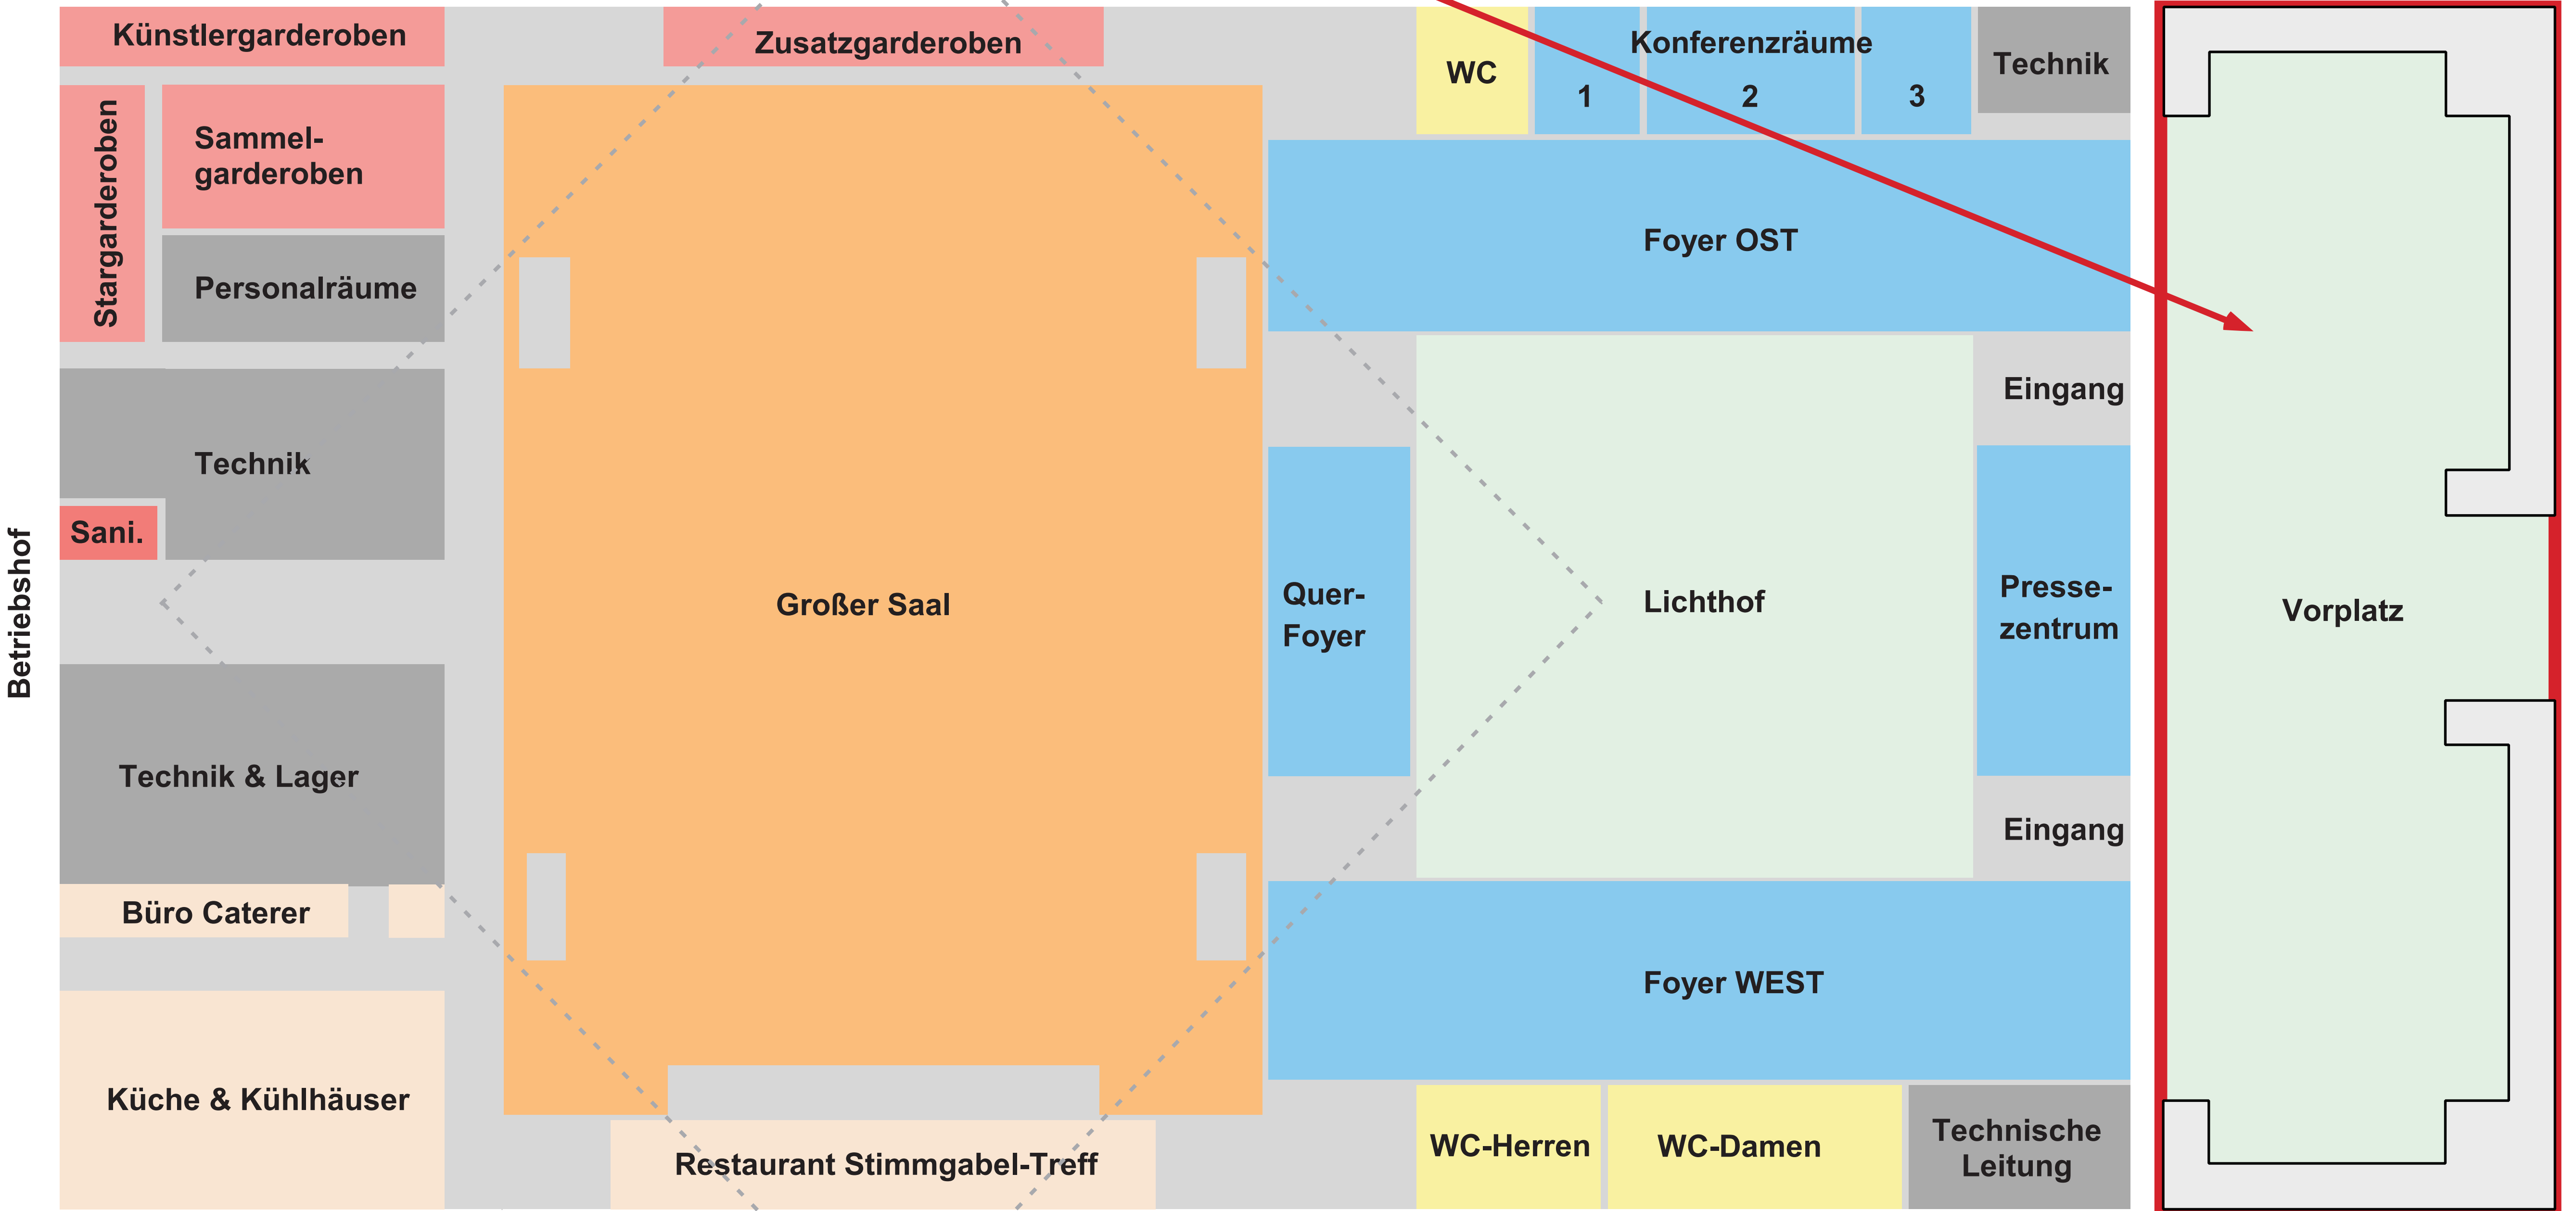 Künstlergarderoben
Zusatzgarderoben
WC
Konferenzräume
1
2
3
Technik
Stargarderoben
Sammel-
garderoben
Personalräume
Foyer OST
Eingang
Technik
Sani.
Betriebshof
Großer Saal
Quer-
Foyer
Lichthof
Presse-
zentrum
Vorplatz
Technik & Lager
Eingang
Büro Caterer
Foyer WEST
Küche & Kühlhäuser
Restaurant Stimmgabel-Treff
WC-Herren
WC-Damen
Technische
Leitung